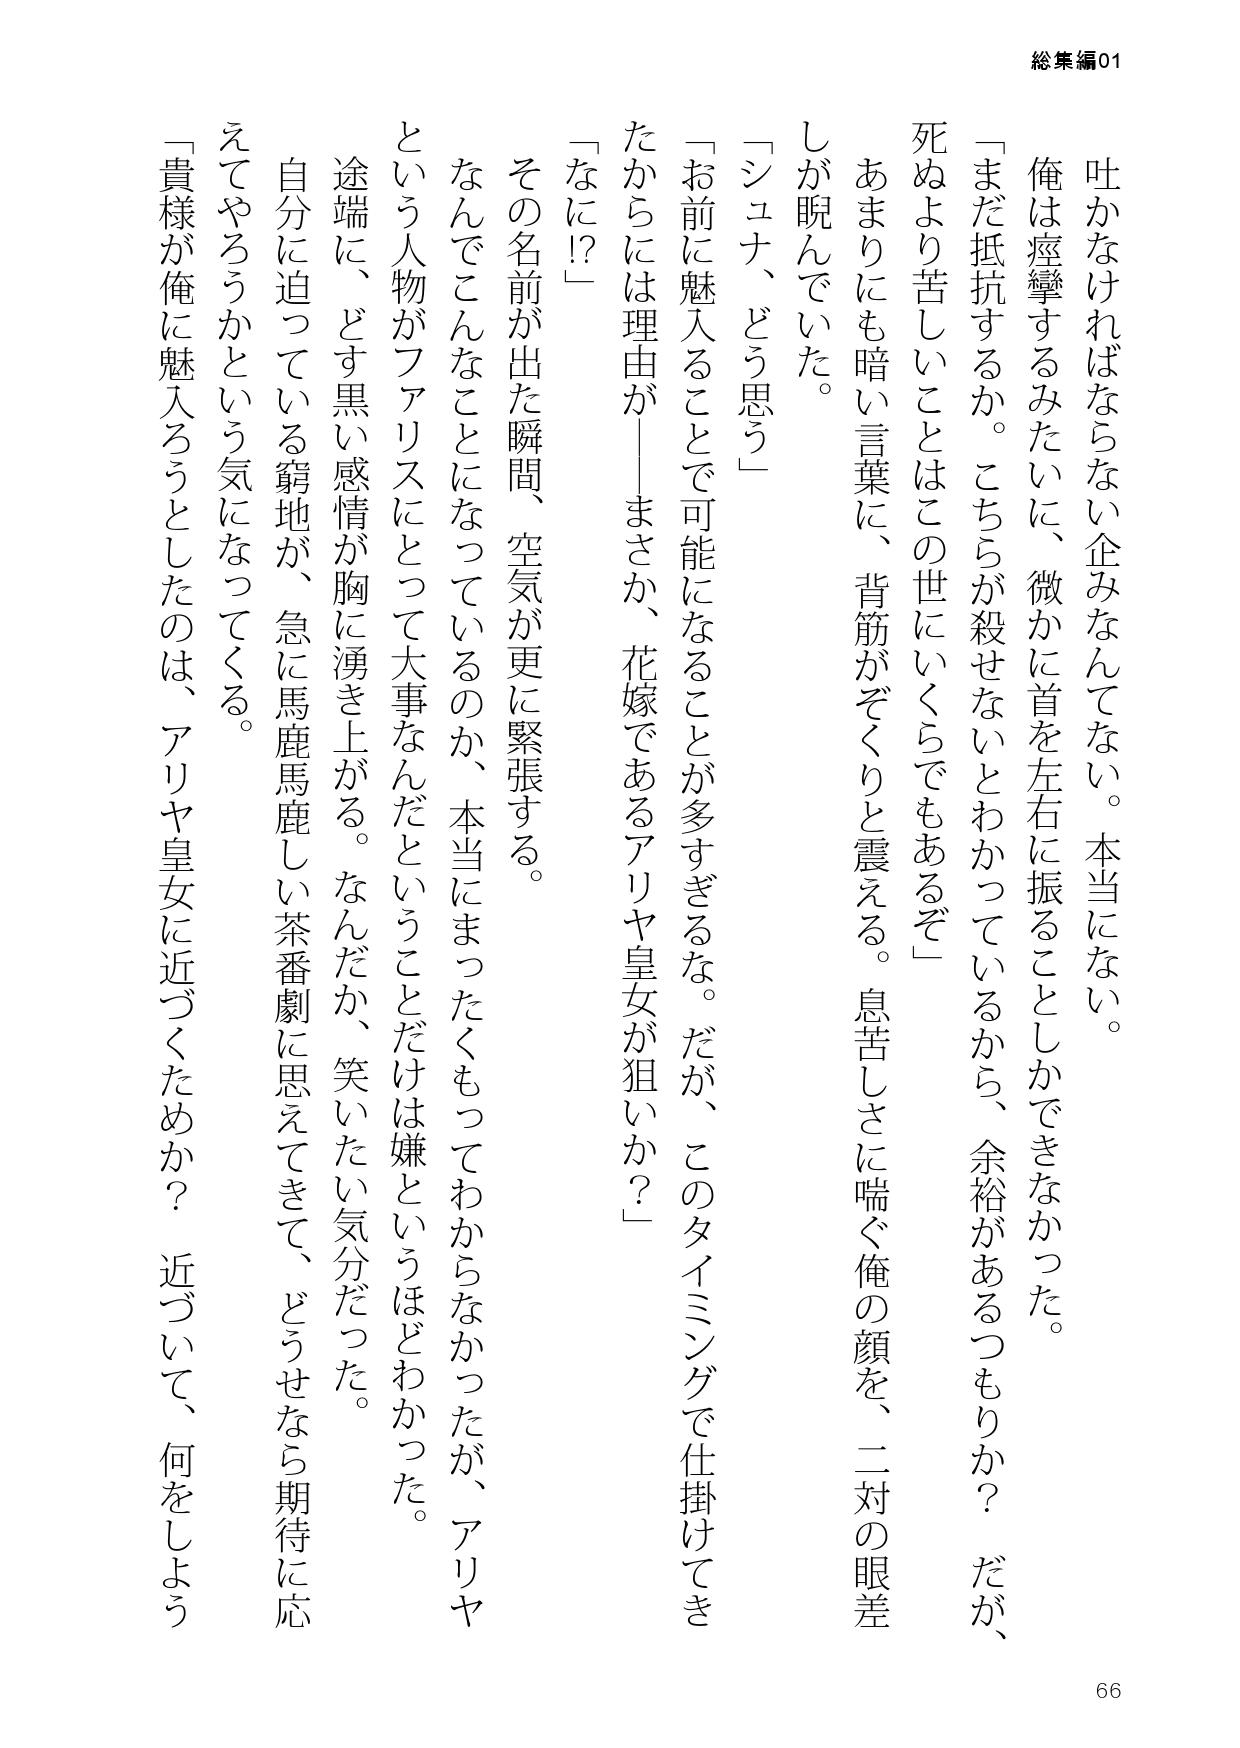 総集編01
　吐かなければならない企みなんてない。本当にない。
　俺は痙攣するみたいに、微かに首を左右に振ることしかできなかった。
「まだ抵抗するか。こちらが殺せないとわかっているから、余裕があるつもりか？　だが、
死ぬより苦しいことはこの世にいくらでもあるぞ」
　あまりにも暗い言葉に、背筋がぞくりと震える。息苦しさに喘ぐ俺の顔を、二対の眼差
しが睨んでいた。
「シュナ、どう思う」
「お前に魅入ることで可能になることが多すぎるな。だが、このタイミングで仕掛けてき
たからには理由が――まさか、花嫁であるアリヤ皇女が狙いか？」
「なに!?」
　その名前が出た瞬間、空気が更に緊張する。
　なんでこんなことになっているのか、本当にまったくもってわからなかったが、アリヤ
という人物がファリスにとって大事なんだということだけは嫌というほどわかった。
　途端に、どす黒い感情が胸に湧き上がる。なんだか、笑いたい気分だった。
　自分に迫っている窮地が、急に馬鹿馬鹿しい茶番劇に思えてきて、どうせなら期待に応
えてやろうかという気になってくる。
「貴様が俺に魅入ろうとしたのは、アリヤ皇女に近づくためか？　近づいて、何をしよう
66